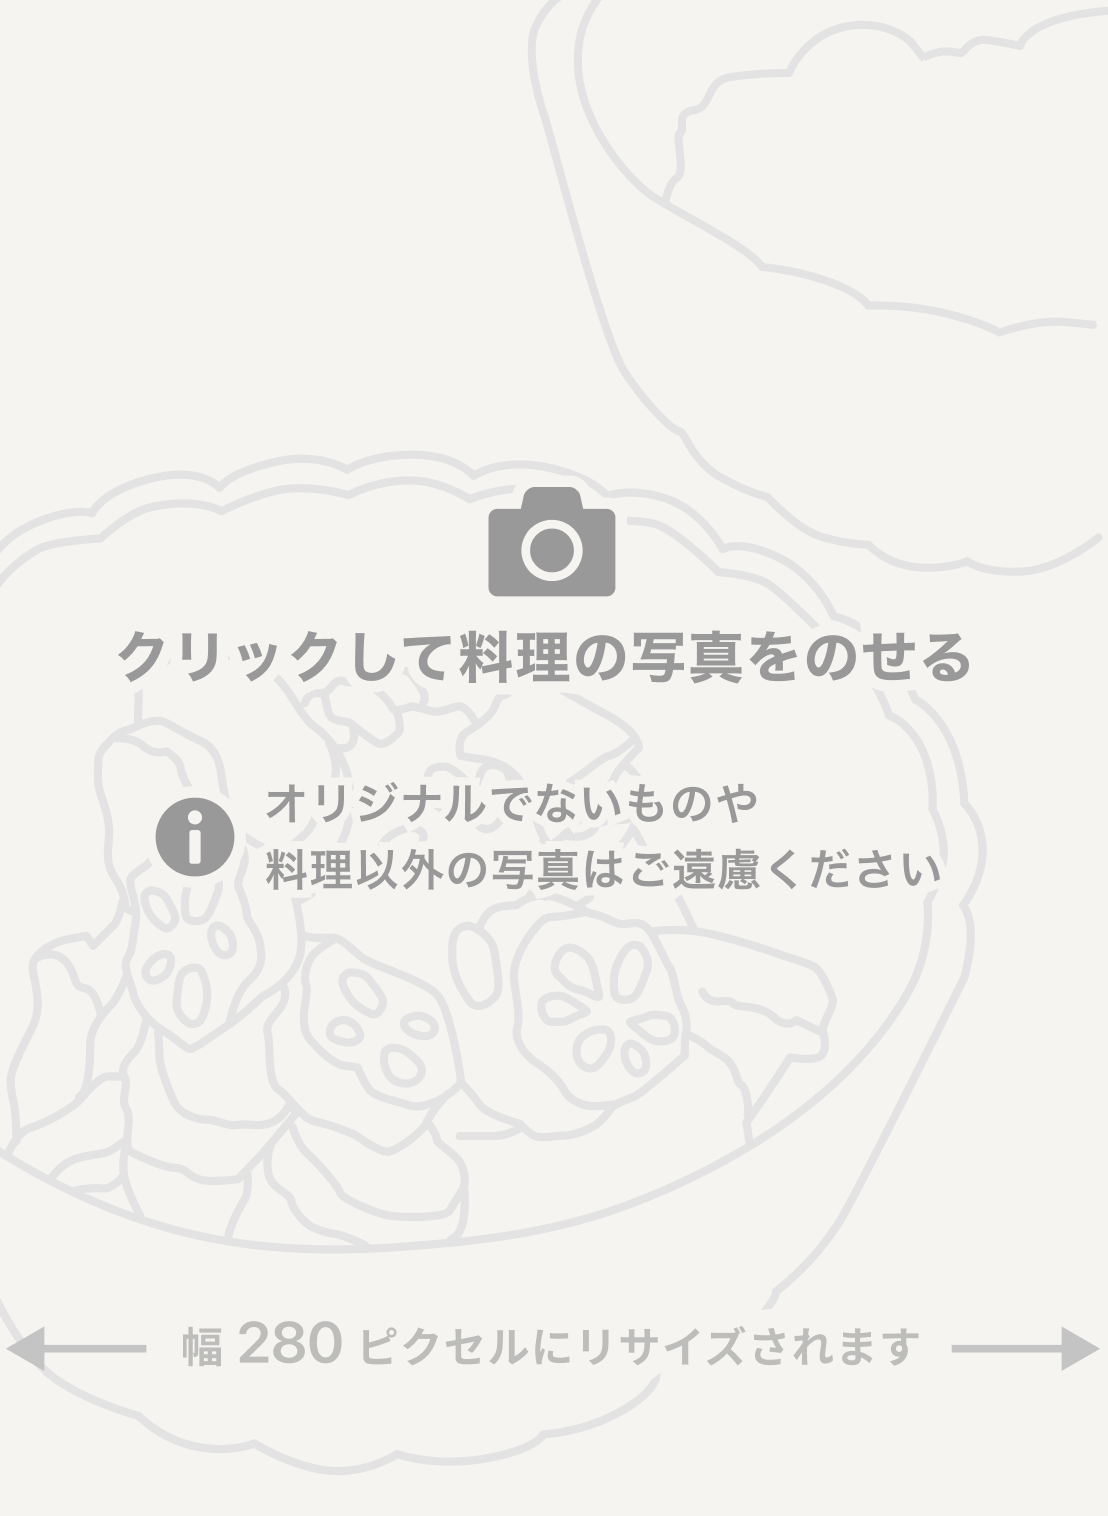 クリックして料理の写真をのせる
オリジナルでないものや
料理以外の写真はご遠慮ください
幅 280 ピクセルにリサイズされます